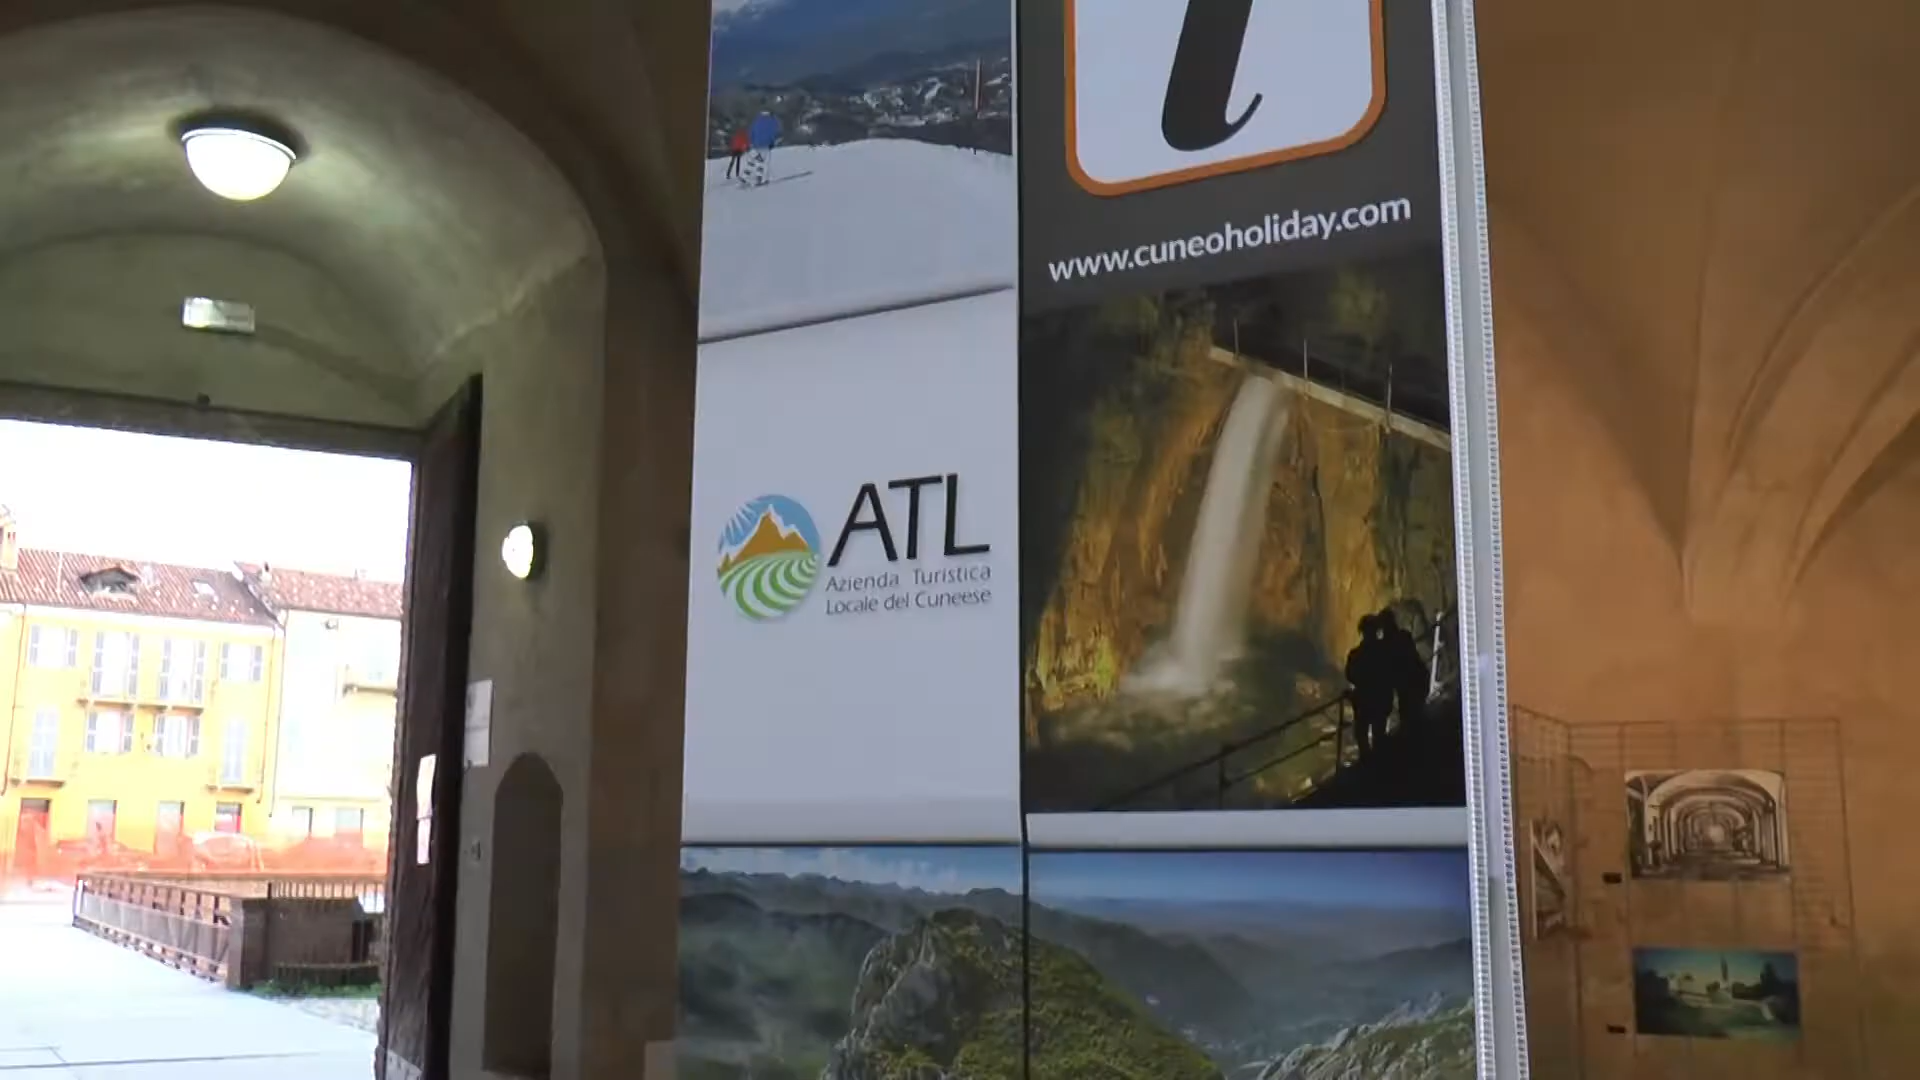 i
www.cuneoholiday.com
ATL
Azienda Turistica
Locale del Cuneese